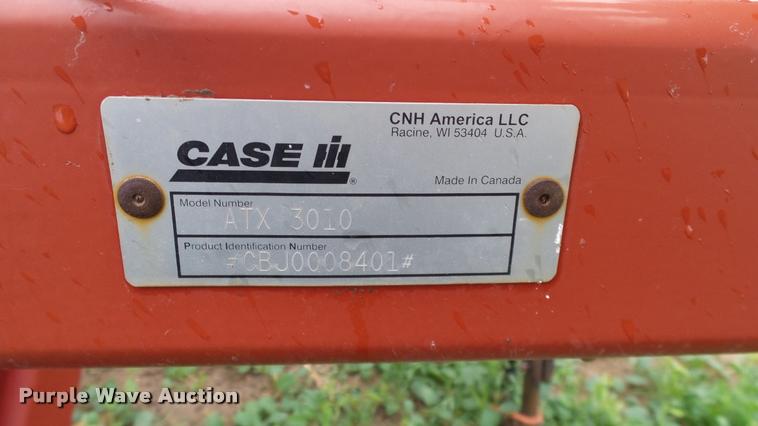 CNH America LLC
Racine, WI 53404 U.S.A.
CASE IH
®
Made In Canada
Model Number
ATX 3010
Product Identification Number
#CBJ0008401#
Purple Wave Auction